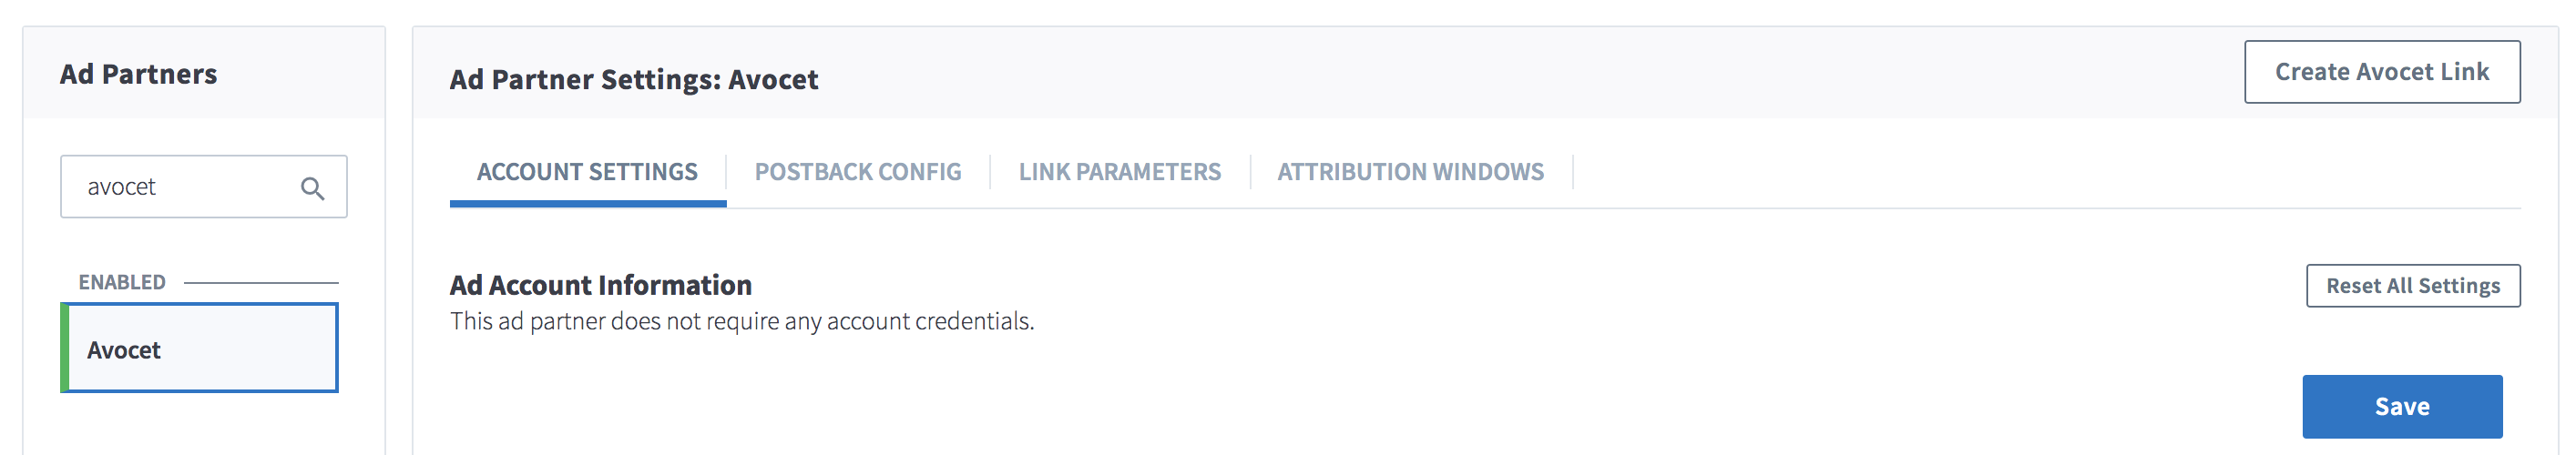 Ad Partners
avocet
ENABLED
Avocet
Ad Partner Settings: Avocet
Create Avocet Link
ACCOUNT SETTINGS
POSTBACK CONFIG
LINK PARAMETERS
ATTRIBUTION WINDOWS
Ad Account Information
Reset All Settings
This ad partner does not require any account credentials.
Save